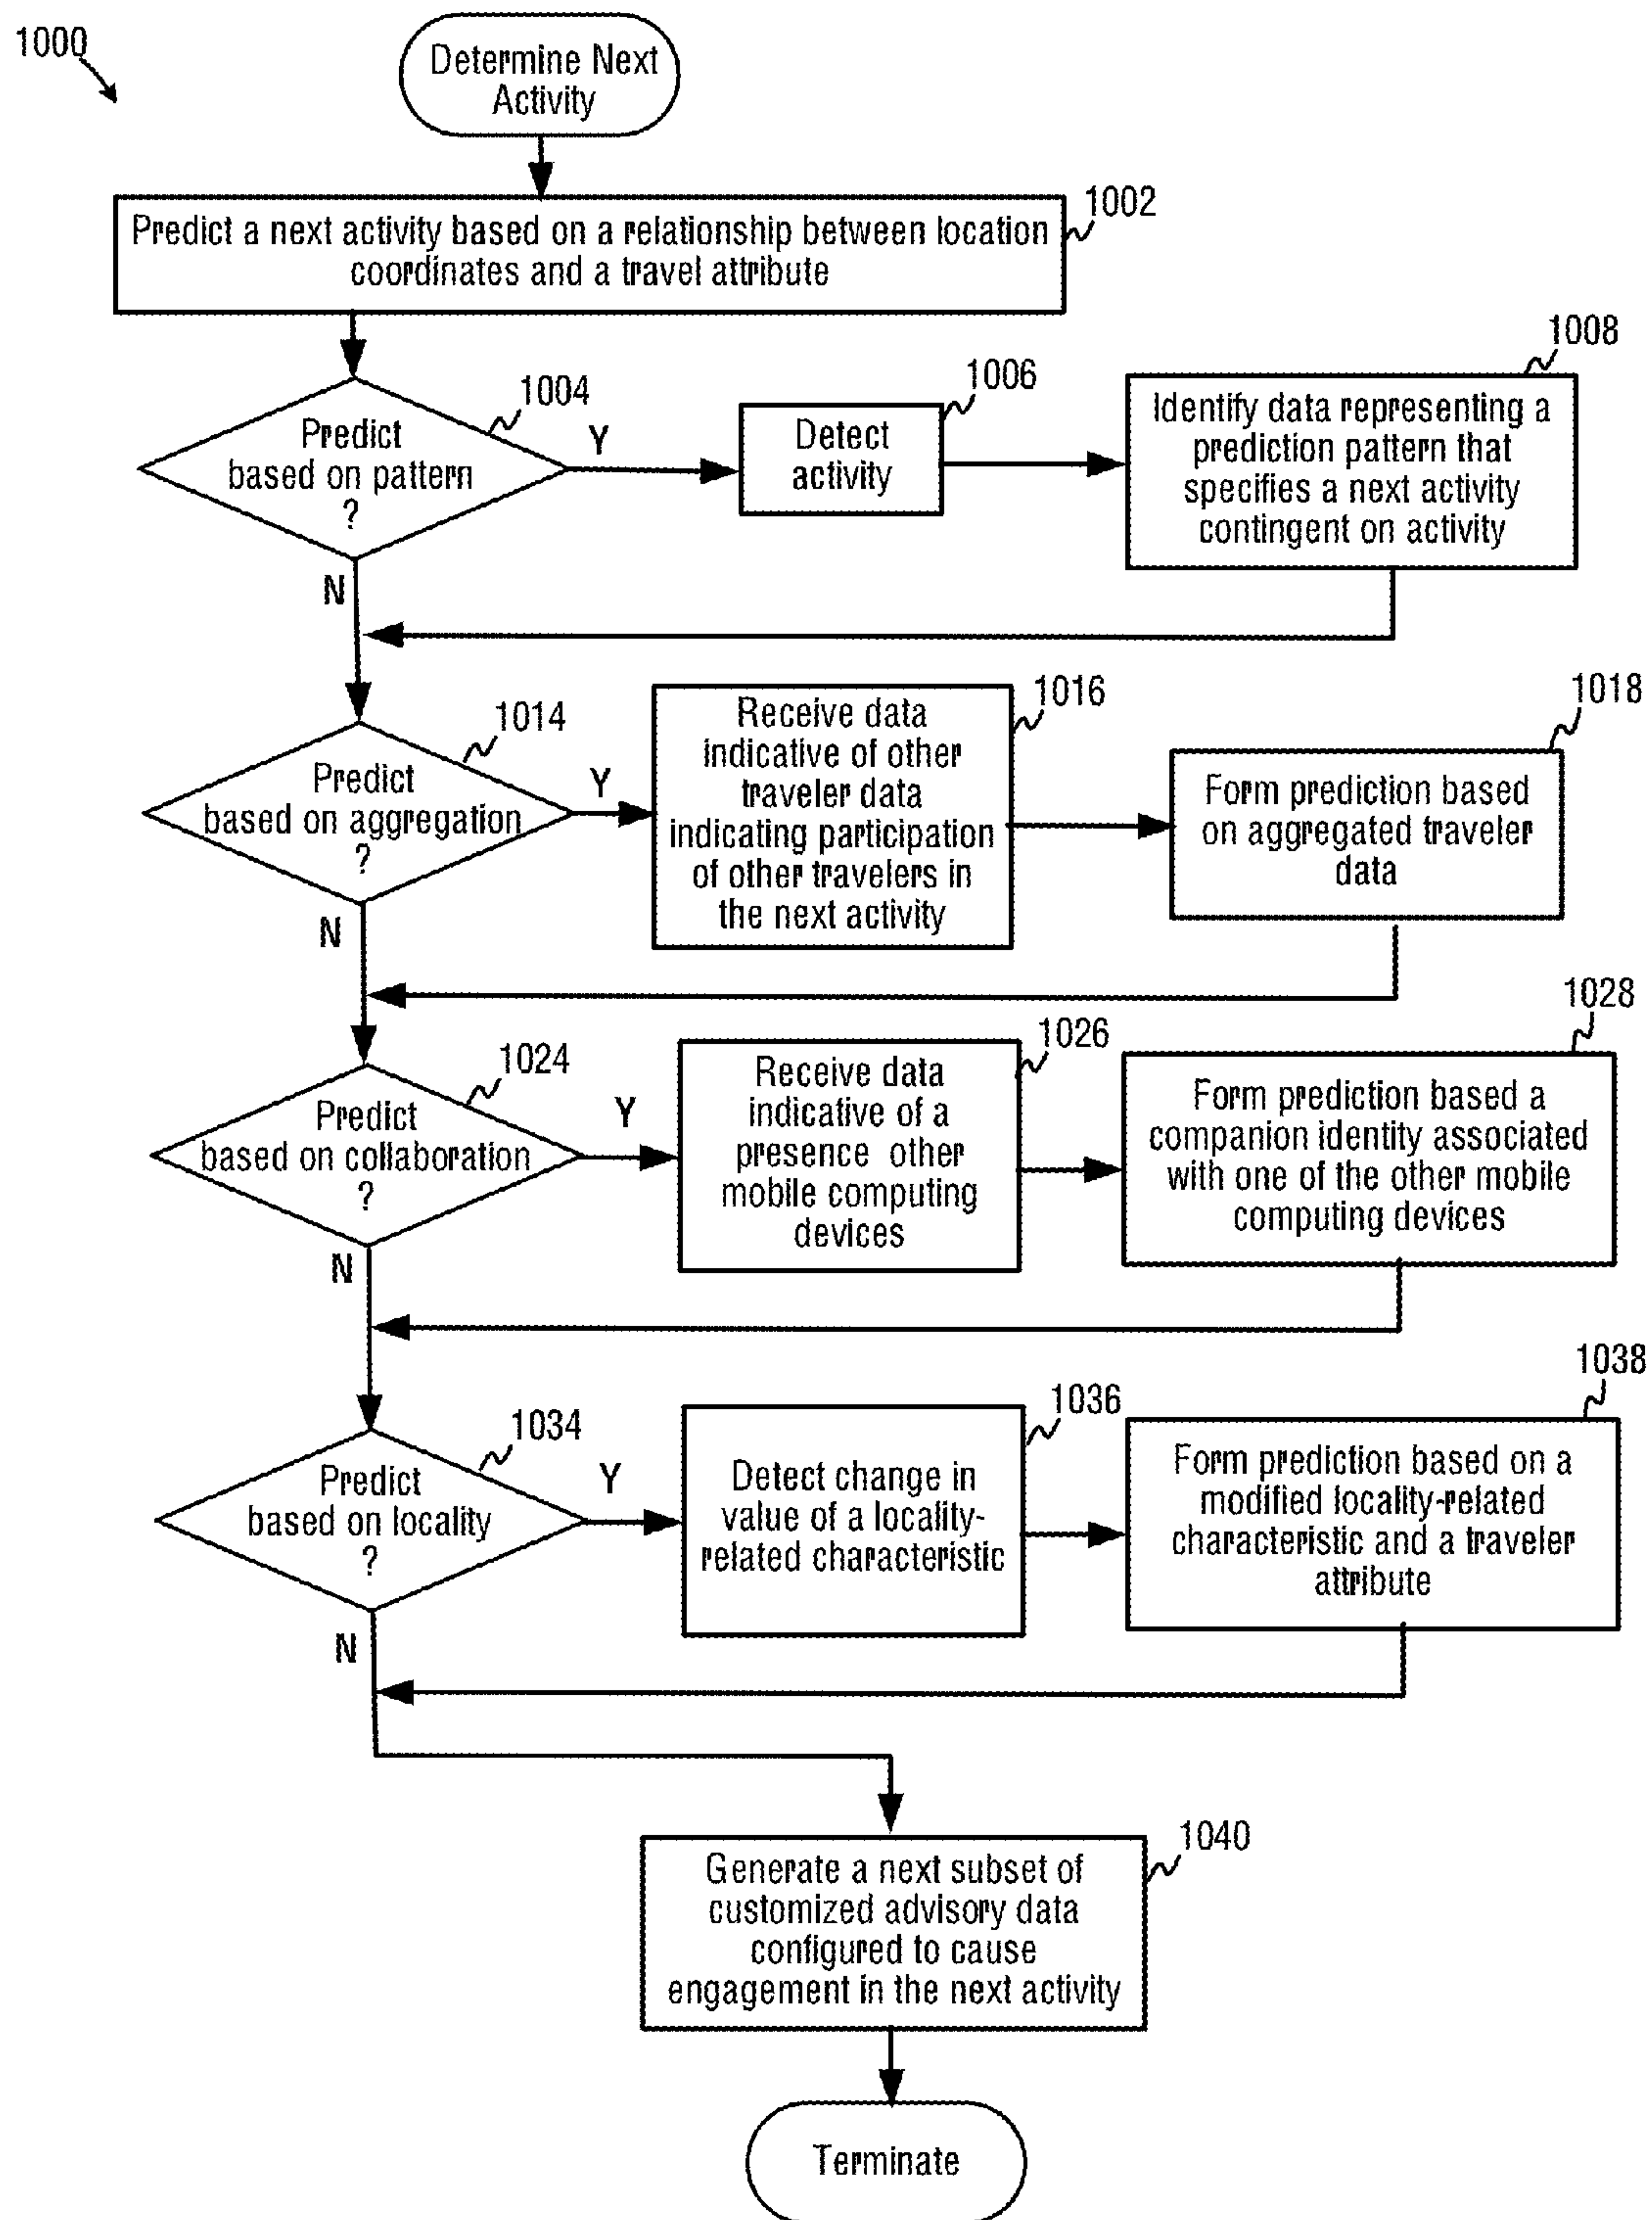 1000
Determine Next
Activity
1002
Predict a next activity based on a relationship between location
coordinates and a travel attribute
1004
Predict
based on pattern
?
Y
N
1006
Detect
activity
1008
Identify data representing a
prediction pattern that
specifies a next activity
contingent on activity
1014
Predict
based on aggregation
?
Y
N
1016
Receive data
indicative of other
traveler data
indicating participation
of other travelers in
the next activity
1018
Form prediction based
on aggregated traveler
data
1024
Predict
based on collaboration
?
Y
N
1026
Receive data
indicative of a
presence other
mobile computing
devices
1028
Form prediction based a
companion identity associated
with one of the other mobile
computing devices
1034
Predict
based on locality
?
Y
N
1036
Detect change in
value of a locality-
related characteristic
1038
Form prediction based on a
modified locality-related
characteristic and a traveler
attribute
1040
Generate a next subset of
customized advisory data
configured to cause
engagement in the next activity
Terminate